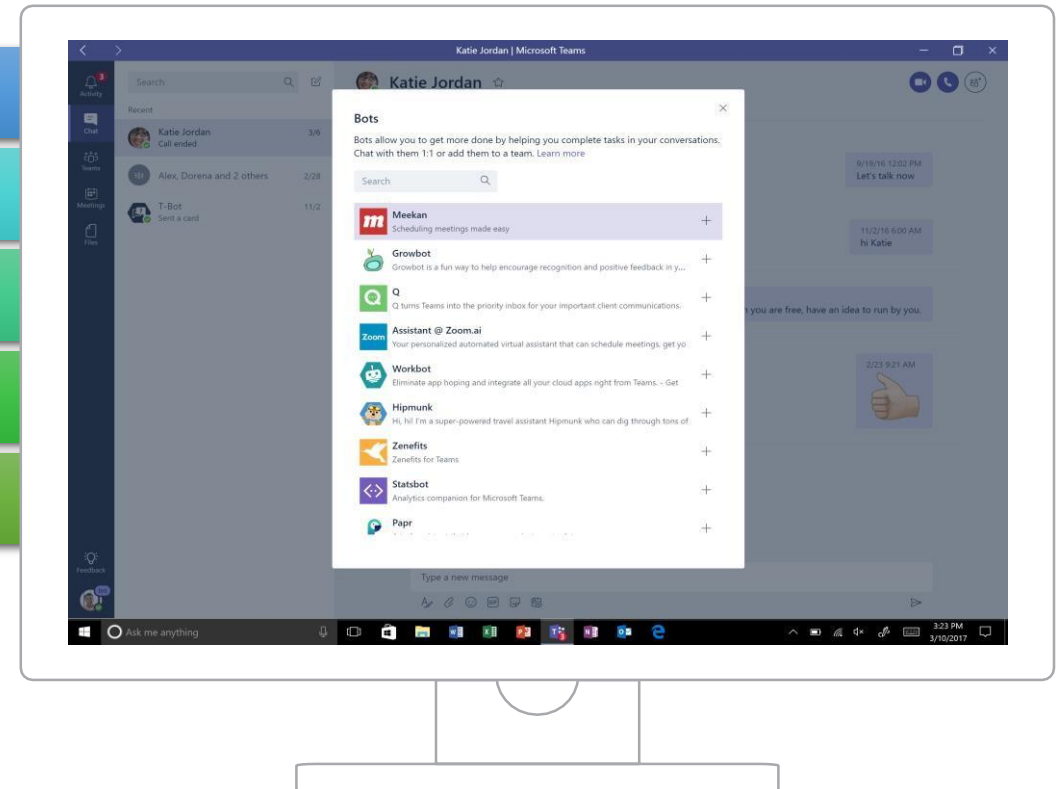 Katie Jordan | Microsoft Teams
3
Activity
Chat
Teams
Meetings
Files
Feedback
Search
Recent
Katie Jordan
3/6
Call ended
Alex, Dorena and 2 others
2/28
T-Bot
11/2
Sent a card
Katie Jordan
9/19/16 12:02 PM
Let's talk now
11/2/16 6:00 AM
hi Katie
you are free, have an idea to run by you.
2/23 9:21 AM
Bots
Bots allow you to get more done by helping you complete tasks in your conversations.
Chat with them 1:1 or add them to a team. Learn more
Search
m
Meekan
Scheduling meetings made easy
Growbot
Growbot is a fun way to help encourage recognition and positive feedback in y...
Q
Q turns Teams into the priority inbox for your important client communications.
Zoom
Assistant @ Zoom.ai
Your personalized automated virtual assistant that can schedule meetings, get yo
Workbot
Eliminate app hoping and integrate all your cloud apps right from Teams. - Get
Hipmunk
Hi, hi! I'm a super-powered travel assistant Hipmunk who can dig through tons of
Zenefits
Zenefits for Teams
Statsbot
Analytics companion for Microsoft Teams.
Papr
Type a new message
GIF
Ask me anything
3:23 PM
3/10/2017